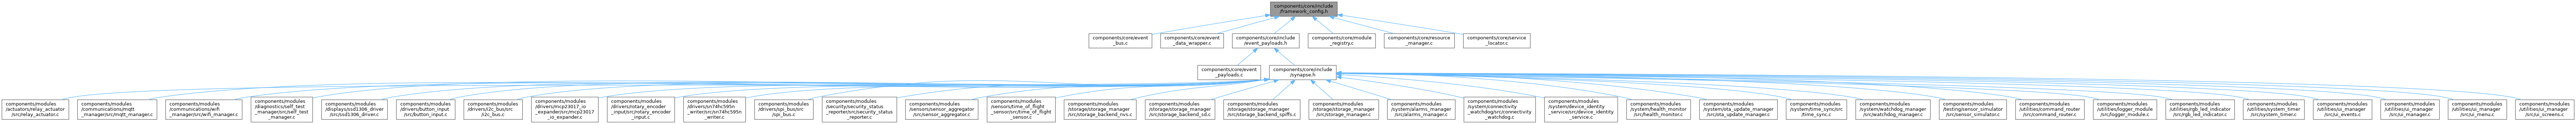 components/core/include
/framework_config.h
components/core/event
_bus.c
components/core/event
_data_wrapper.c
components/core/include
/event_payloads.h
components/core/module
_registry.c
components/core/resource
_manager.c
components/core/service
_locator.c
components/core/event
_payloads.c
components/core/include
/synapse.h
components/modules
/actuators/relay_actuator
/src/relay_actuator.c
components/modules
/communications/mqtt
_manager/src/mqtt_manager.c
components/modules
/communications/wifi
_manager/src/wifi_manager.c
components/modules
/diagnostics/self_test
_manager/src/self_test
_manager.c
components/modules
/displays/ssd1306_driver
/src/ssd1306_driver.c
components/modules
/drivers/button_input
/src/button_input.c
components/modules
/drivers/i2c_bus/src
/i2c_bus.c
components/modules
/drivers/mcp23017_io
_expander/src/mcp23017
_io_expander.c
components/modules
/drivers/rotary_encoder
_input/src/rotary_encoder
_input.c
components/modules
/drivers/sn74hc595n
_writer/src/sn74hc595n
_writer.c
components/modules
/drivers/spi_bus/src
/spi_bus.c
components/modules
/security/security_status
_reporter/src/security_status
_reporter.c
components/modules
/sensors/sensor_aggregator
/src/sensor_aggregator.c
components/modules
/sensors/time_of_flight
_sensor/src/time_of_flight
_sensor.c
components/modules
/storage/storage_manager
/src/storage_backend_nvs.c
components/modules
/storage/storage_manager
/src/storage_backend_sd.c
components/modules
/storage/storage_manager
/src/storage_backend_spiffs.c
components/modules
/storage/storage_manager
/src/storage_manager.c
components/modules
/system/alarms_manager
/src/alarms_manager.c
components/modules
/system/connectivity
_watchdog/src/connectivity
_watchdog.c
components/modules
/system/device_identity
_service/src/device_identity
_service.c
components/modules
/system/health_monitor
/src/health_monitor.c
components/modules
/system/ota_update_manager
/src/ota_update_manager.c
components/modules
/system/time_sync/src
/time_sync.c
components/modules
/system/watchdog_manager
/src/watchdog_manager.c
components/modules
/testing/sensor_simulator
/src/sensor_simulator.c
components/modules
/utilities/command_router
/src/command_router.c
components/modules
/utilities/logger_module
/src/logger_module.c
components/modules
/utilities/rgb_led_indicator
/src/rgb_led_indicator.c
components/modules
/utilities/system_timer
/src/system_timer.c
components/modules
/utilities/ui_manager
/src/ui_events.c
components/modules
/utilities/ui_manager
/src/ui_manager.c
components/modules
/utilities/ui_manager
/src/ui_menu.c
components/modules
/utilities/ui_manager
/src/ui_screens.c